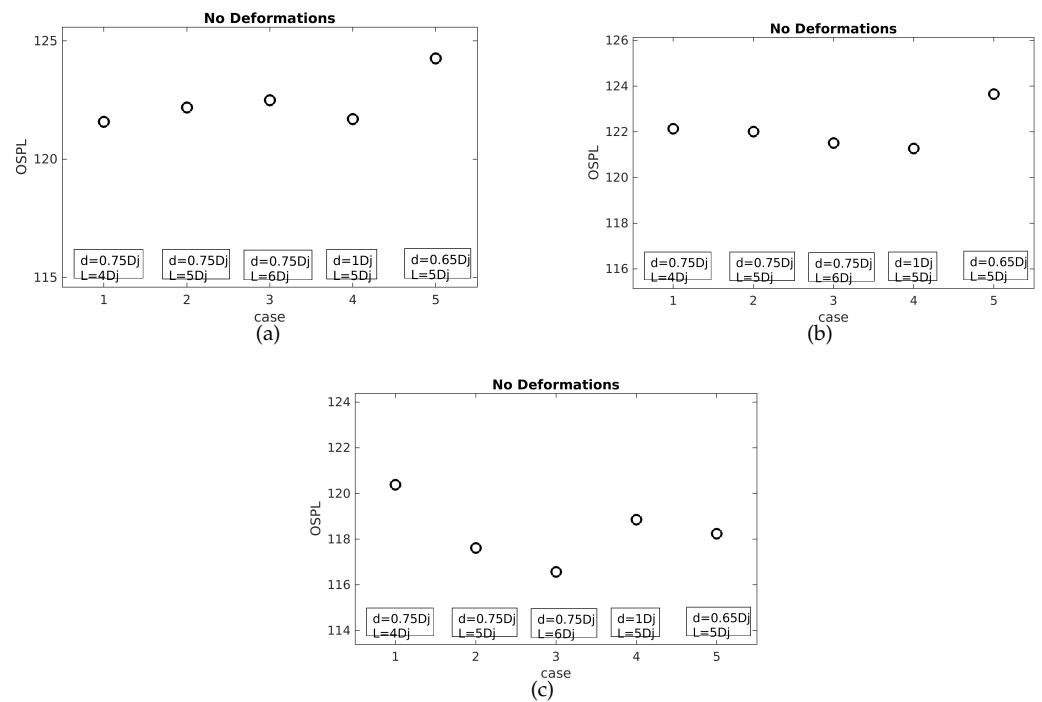 No Deformations
125
120
115
OSPL
d=0.75Dj
L=4Dj
d=0.75Dj
L=5Dj
d=0.75Dj
L=6Dj
d=1Dj
L=5Dj
d=0.65Dj
L=5Dj
1 2 3 4 5
case
(a)
No Deformations
126
124
122
120
118
116
OSPL
d=0.75Dj
L=4Dj
d=0.75Dj
L=5Dj
d=0.75Dj
L=6Dj
d=1Dj
L=5Dj
d=0.65Dj
L=5Dj
1 2 3 4 5
case
(b)
No Deformations
124
122
120
118
116
114
OSPL
d=0.75Dj
L=4Dj
d=0.75Dj
L=5Dj
d=0.75Dj
L=6Dj
d=1Dj
L=5Dj
d=0.65Dj
L=5Dj
1 2 3 4 5
case
(c)